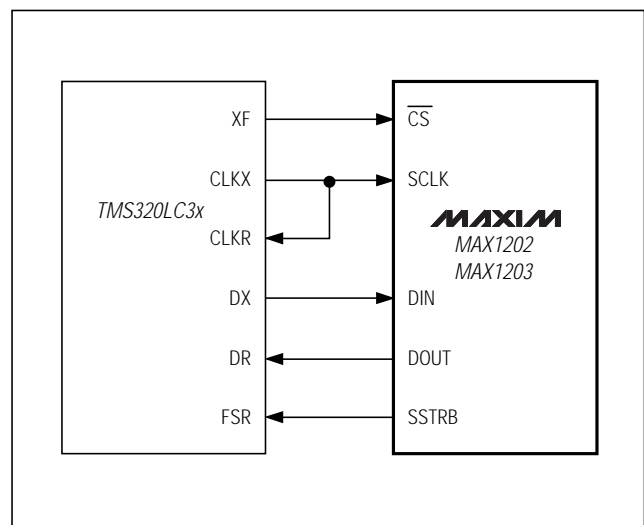 XF
CS
CLKX
SCLK
TMS320LC3x
CLKR
MAXIM
MAX1202
MAX1203
DX
DIN
DR
DOUT
FSR
SSTRB